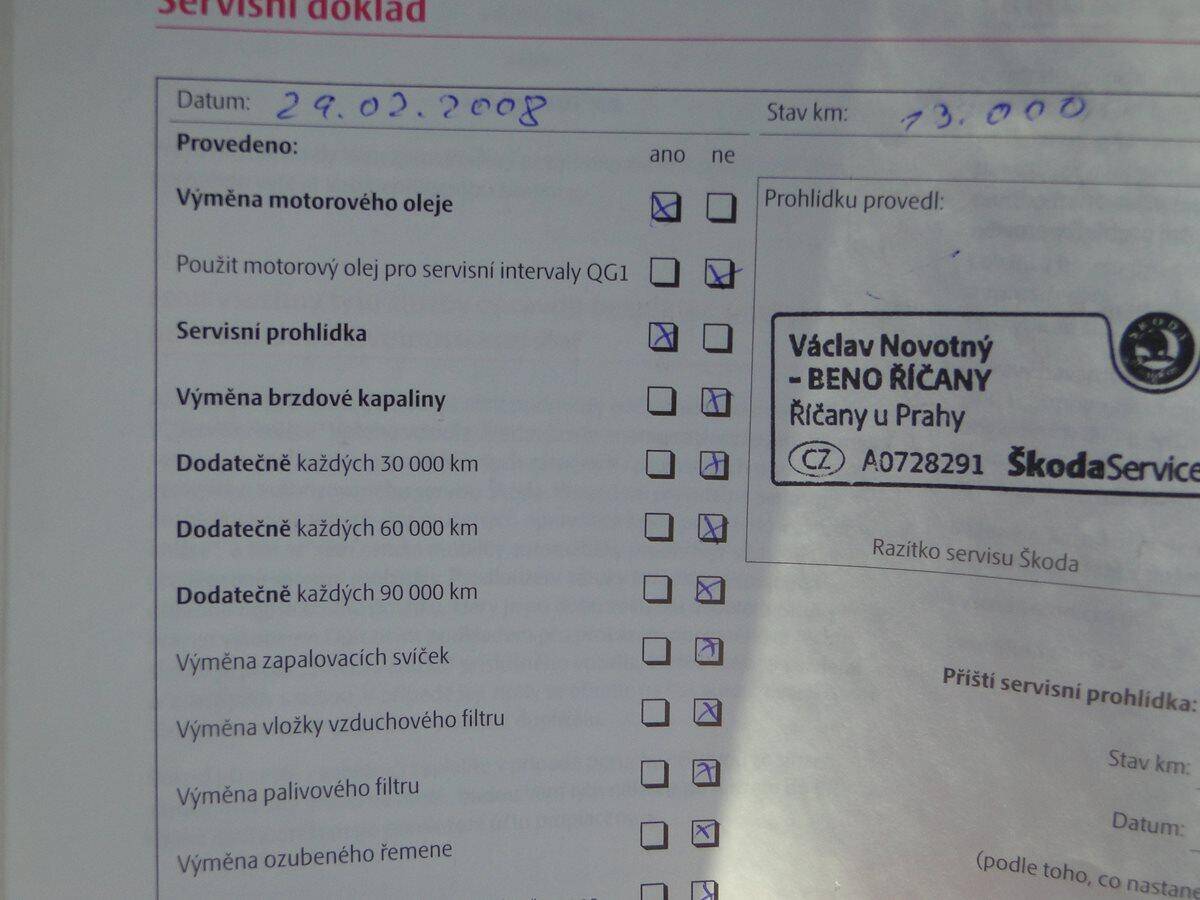 Servisní doklad
Datum: 29.02.2008
Stav km: 13.000
Provedeno:
ano ne
Výměna motorového oleje
Použit motorový olej pro servisní intervaly QG1
Servisní prohlídka
Výměna brzdové kapaliny
Dodatečně každých 30 000 km
Dodatečně každých 60 000 km
Dodatečně každých 90 000 km
Výměna zapalovacích svíček
Výměna vložky vzduchového filtru
Výměna palivového filtru
Výměna ozubeného řemene
Prohlídku provedl:
Václav Novotný
- BENO ŘÍČANY
Říčany u Prahy
CZ A0728291 ŠkodaService
ŠKODA
Razítko servisu Škoda
Příští servisní prohlídka:
Stav km:
Datum:
(podle toho, co nastane